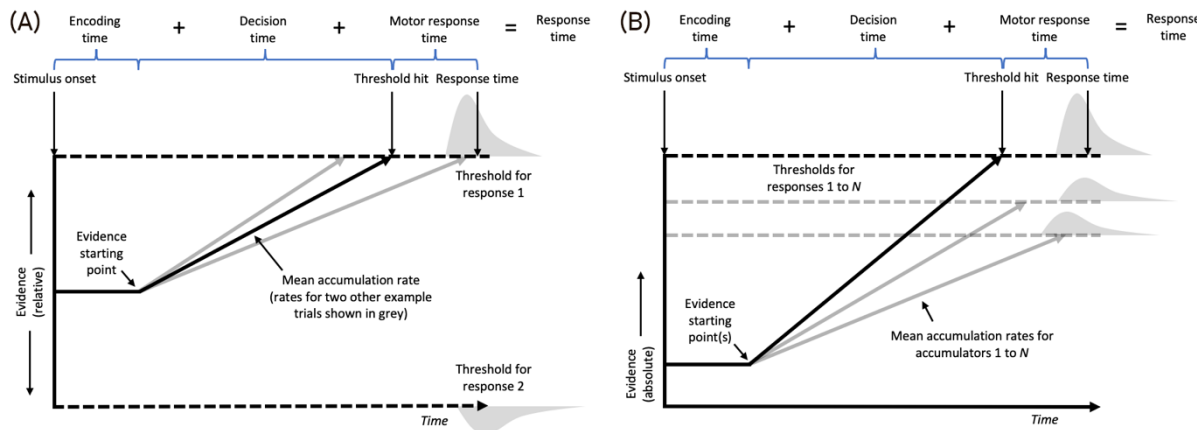 (A)
Encoding
time
+
Decision
time
+
Motor response
time
=
Response
time
Stimulus onset
Threshold hit
Response time
Threshold for
response 1
Evidence
starting
point
Evidence
(relative)
Mean accumulation rate
(rates for two other example
trials shown in grey)
Threshold for
response 2
Time
(B)
Encoding
time
+
Decision
time
+
Motor response
time
=
Response
time
Stimulus onset
Threshold hit
Response time
Thresholds for
responses 1 to N
Evidence
starting
point(s)
Evidence
(absolute)
Mean accumulation rates for
accumulators 1 to N
Time